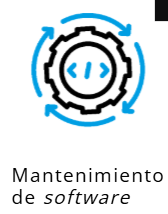 </>
Mantenimiento
de software